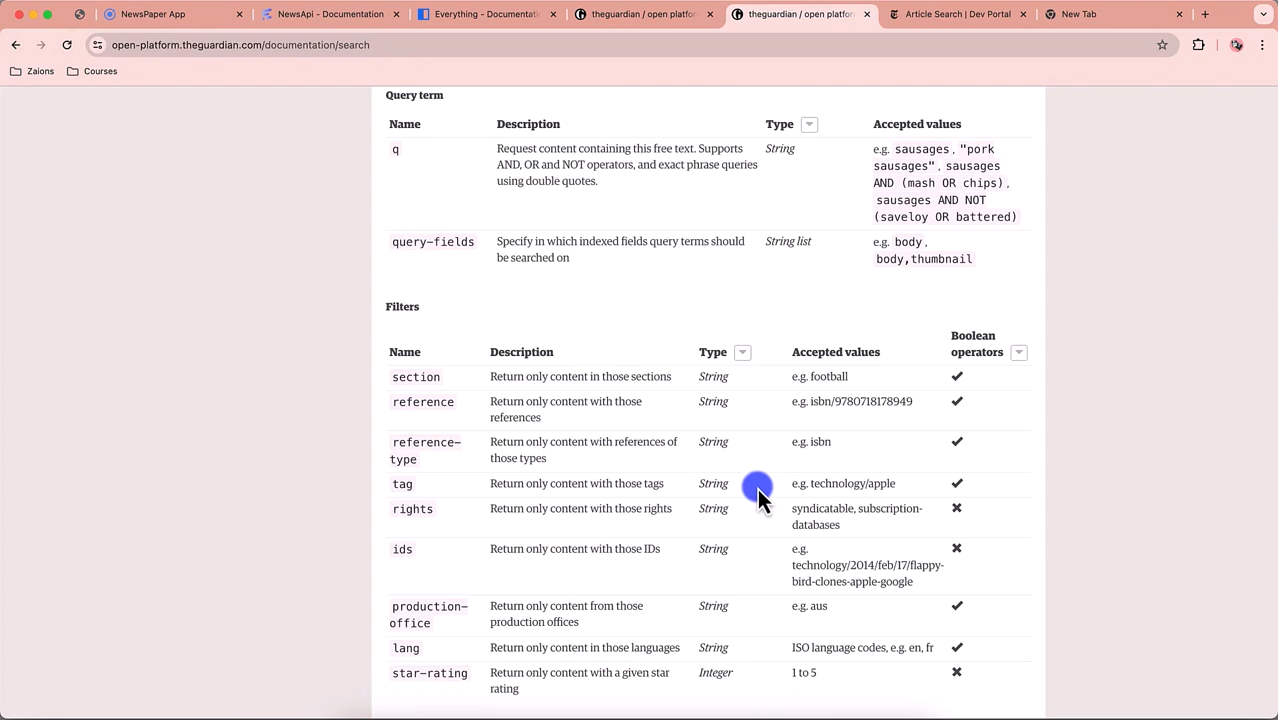 NewsPaper App
NewsApi - Documentation
Everything - Documentati
theguardian / open platfor
theguardian / open platfor
Article Search | Dev Portal
New Tab
open-platform.theguardian.com/documentation/search
Zaions
Courses
Query term
Name Description Type Accepted values
q Request content containing this free text. Supports String e.g. sausages, "pork
AND, OR and NOT operators, and exact phrase queries sausages", sausages
using double quotes. AND (mash OR chips),
sausages AND NOT
(saveloy OR battered)
query-fields Specify in which indexed fields query terms should String list e.g. body,
be searched on body,thumbnail
Filters
Boolean
Name Description Type Accepted values operators
section Return only content in those sections String e.g. football ✔
reference Return only content with those String e.g. isbn/9780718178949 ✔
references
reference- Return only content with references of String e.g. isbn ✔
type those types
tag Return only content with those tags String e.g. technology/apple ✔
rights Return only content with those rights String syndicatable, subscription- ✖
databases
ids Return only content with those IDs String e.g. ✖
technology/2014/feb/17/flappy-
bird-clones-apple-google
production- Return only content from those String e.g. aus ✔
office production offices
lang Return only content in those languages String ISO language codes, e.g. en, fr ✔
star-rating Return only content with a given star Integer 1 to 5 ✖
rating